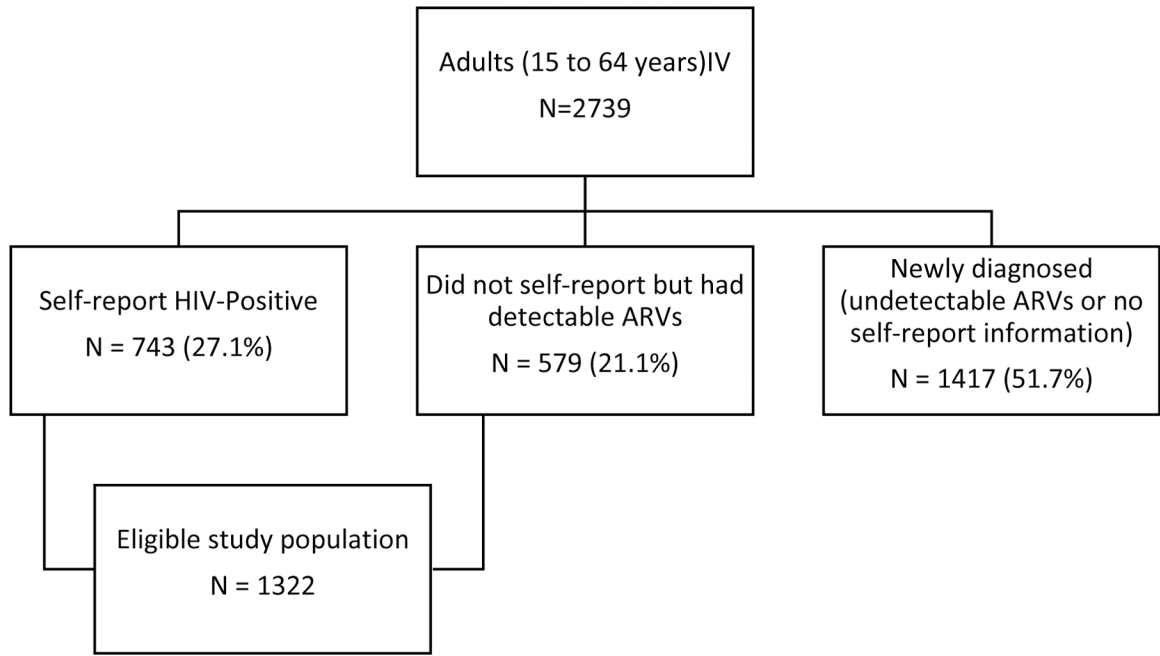 Adults (15 to 64 years)IV
N=2739
Self-report HIV-Positive
N = 743 (27.1%)
Did not self-report but had
detectable ARVs
N = 579 (21.1%)
Newly diagnosed
(undetectable ARVs or no
self-report information)
N = 1417 (51.7%)
Eligible study population
N = 1322